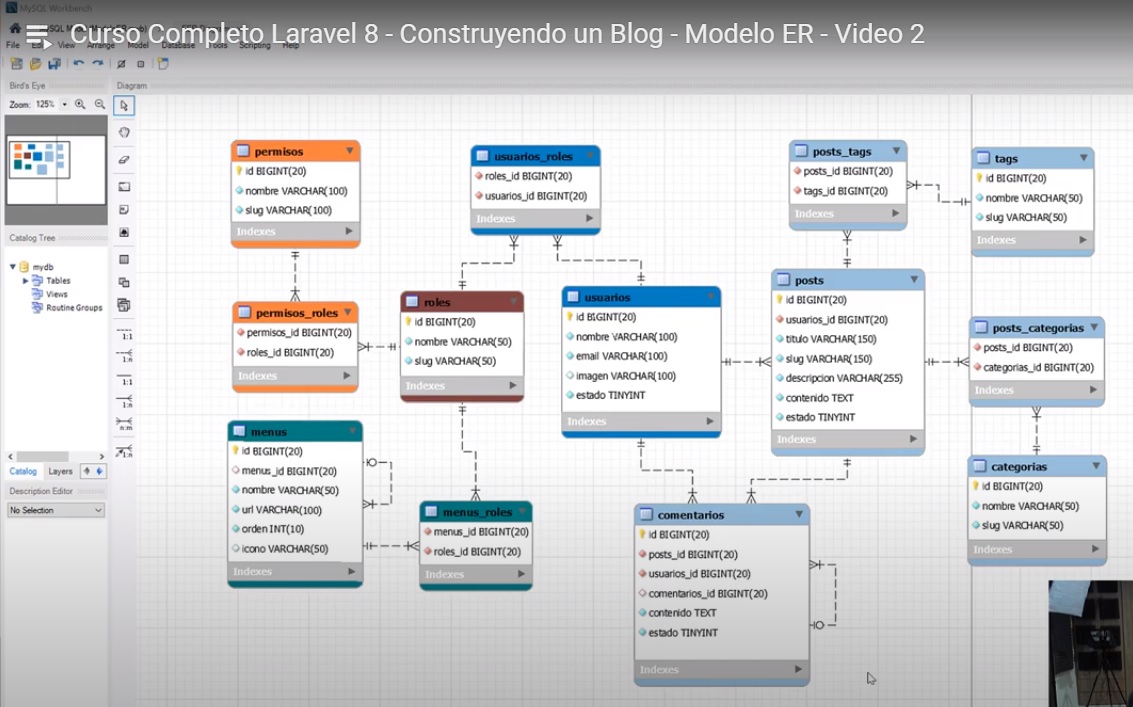 MySQL Workbench
Curso Completo Laravel 8 - Construyendo un Blog - Modelo ER - Video 2
File Edit View Arrange Model Database Tools Scripting Help
Bird's Eye
Diagram
Zoom: 125%
Catalog Tree
mydb
Tables
Views
Routine Groups
Catalog Layers
Description Editor
No Selection
1:1
1:n
1:1
1:n
n:m
1:n
permisos
id BIGINT(20)
nombre VARCHAR(100)
slug VARCHAR(100)
Indexes
usuarios_roles
roles_id BIGINT(20)
usuarios_id BIGINT(20)
Indexes
posts_tags
posts_id BIGINT(20)
tags_id BIGINT(20)
Indexes
tags
id BIGINT(20)
nombre VARCHAR(50)
slug VARCHAR(50)
Indexes
permisos_roles
permisos_id BIGINT(20)
roles_id BIGINT(20)
Indexes
roles
id BIGINT(20)
nombre VARCHAR(50)
slug VARCHAR(50)
Indexes
usuarios
id BIGINT(20)
nombre VARCHAR(100)
email VARCHAR(100)
imagen VARCHAR(100)
estado TINYINT
Indexes
posts
id BIGINT(20)
usuarios_id BIGINT(20)
titulo VARCHAR(150)
slug VARCHAR(150)
descripcion VARCHAR(255)
contenido TEXT
estado TINYINT
Indexes
posts_categorias
posts_id BIGINT(20)
categorias_id BIGINT(20)
Indexes
menus
id BIGINT(20)
menus_id BIGINT(20)
nombre VARCHAR(50)
url VARCHAR(100)
orden INT(10)
icono VARCHAR(50)
Indexes
menus_roles
menus_id BIGINT(20)
roles_id BIGINT(20)
Indexes
comentarios
id BIGINT(20)
posts_id BIGINT(20)
usuarios_id BIGINT(20)
comentarios_id BIGINT(20)
contenido TEXT
estado TINYINT
Indexes
categorias
id BIGINT(20)
nombre VARCHAR(50)
slug VARCHAR(50)
Indexes